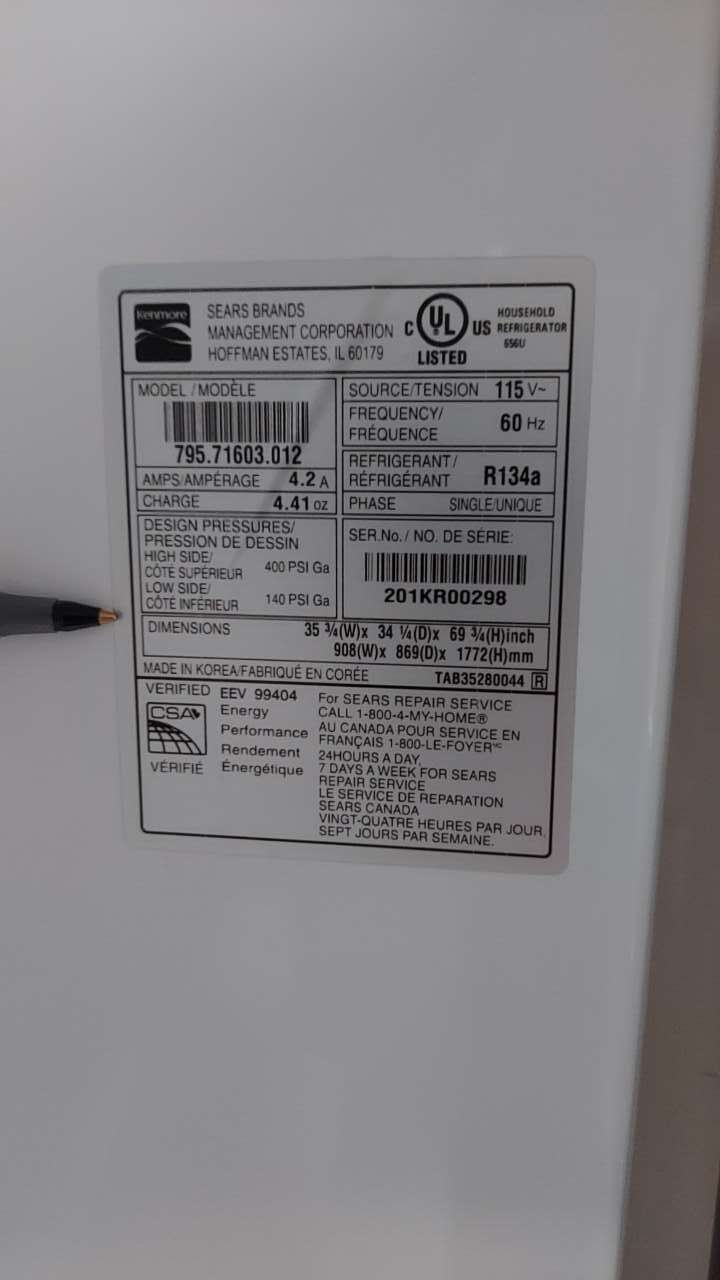 Kenmore
SEARS BRANDS
MANAGEMENT CORPORATION
HOFFMAN ESTATES, IL 60179
C UL US
LISTED
HOUSEHOLD
REFRIGERATOR
656U
MODEL / MODÈLE
795.71603.012
AMPS/AMPÉRAGE 4.2 A
CHARGE 4.41 oz
SOURCE/TENSION 115 V~
FREQUENCY/
FRÉQUENCE 60 Hz
REFRIGERANT/
RÉFRIGÉRANT R134a
PHASE SINGLE/UNIQUE
DESIGN PRESSURES/
PRESSION DE DESSIN
HIGH SIDE/
CÔTÉ SUPÉRIEUR 400 PSI Ga
LOW SIDE/
CÔTÉ INFÉRIEUR 140 PSI Ga
SER.No./ NO. DE SÉRIE:
201KR00298
DIMENSIONS 35 ¾(W)x 34 ¼(D)x 69 ¾(H)inch
908(W)x 869(D)x 1772(H)mm
MADE IN KOREA/FABRIQUÉ EN CORÉE TAB35280044 R
VERIFIED EEV 99404
CSA Energy
Performance
Rendement
VÉRIFIÉ Énergétique
For SEARS REPAIR SERVICE
CALL 1-800-4-MY-HOME®
AU CANADA POUR SERVICE EN
FRANÇAIS 1-800-LE-FOYER MC
24HOURS A DAY,
7 DAYS A WEEK FOR SEARS
REPAIR SERVICE
LE SERVICE DE REPARATION
SEARS CANADA
VINGT-QUATRE HEURES PAR JOUR,
SEPT JOURS PAR SEMAINE.